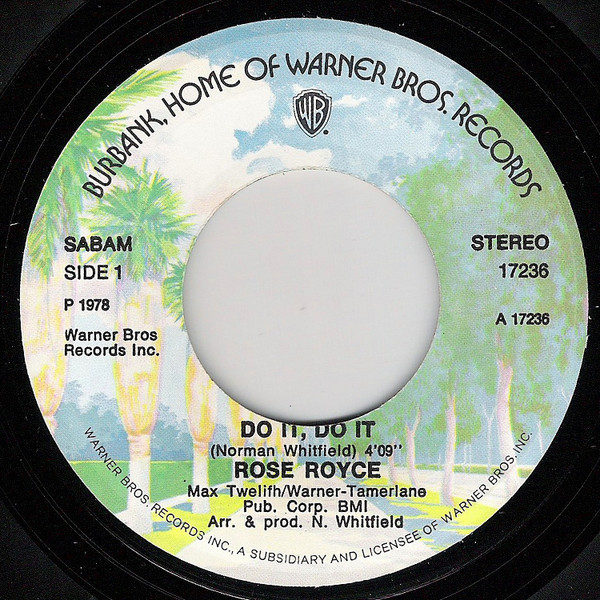 BURBANK, HOME OF WARNER BROS. RECORDS
WB
SABAM
SIDE 1
P 1978
Warner Bros
Records Inc.
STEREO
17236
A 17236
DO IT, DO IT
(Norman Whitfield) 4'09"
ROSE ROYCE
Max Twelifh/Warner-Tamerlane
Pub. Corp. BMI
Arr. & prod. N. Whitfield
WARNER BROS. RECORDS INC., A SUBSIDIARY AND LICENSEE OF WARNER BROS. INC.